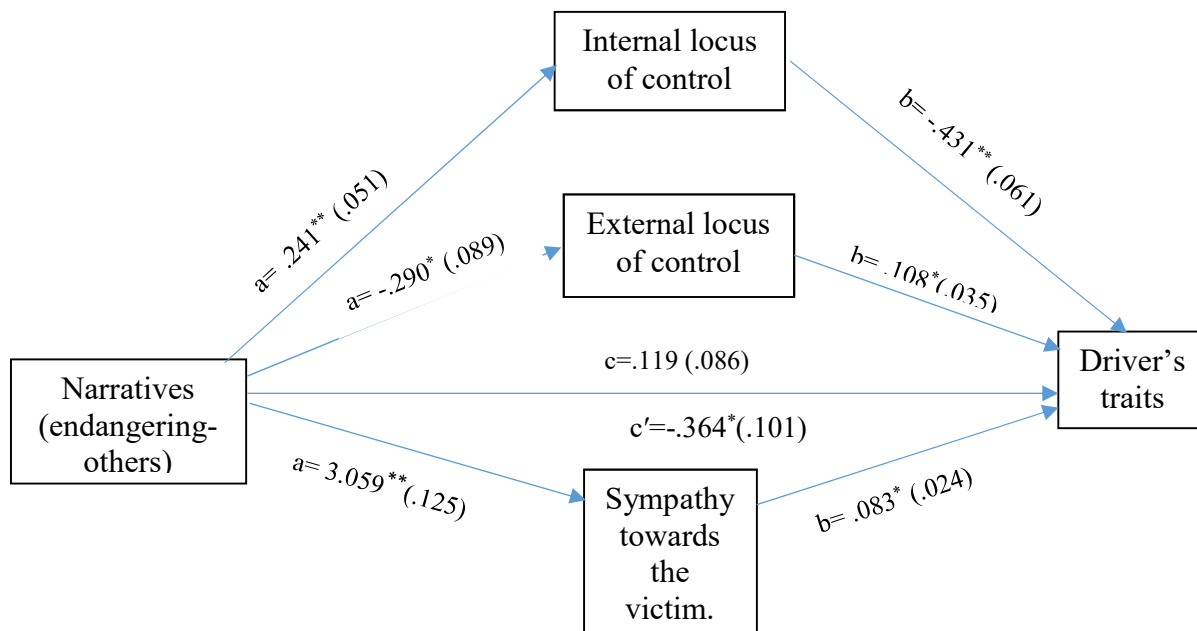 Internal locus
of control
b= -.431** (.061)
a= .241** (.051)
External locus
of control
a= -.290* (.089)
b= .108*(.035)
Narratives
(endangering-
others)
c=.119 (.086)
Driver’s
traits
c′=-.364*(.101)
a= 3.059**(.125)
Sympathy
towards
the
victim.
b= .083* (.024)